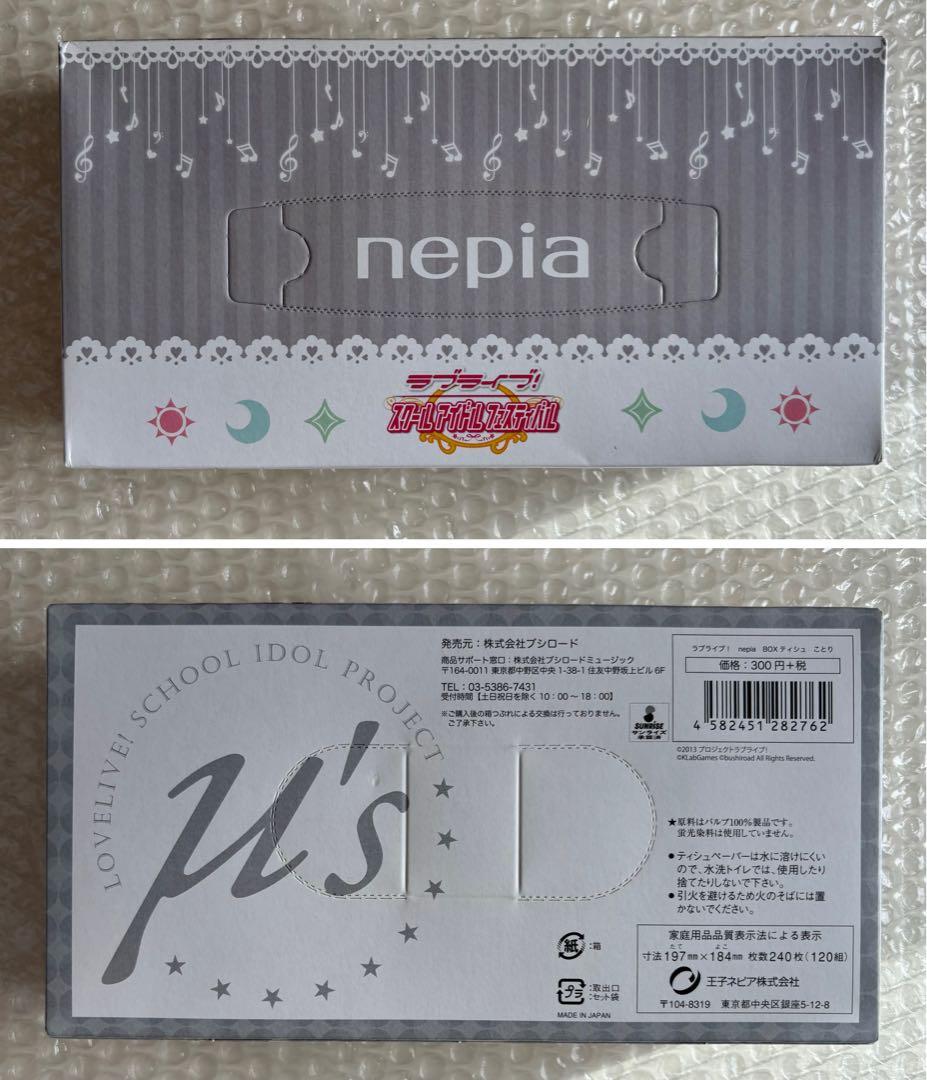 nepia
ラブライブ!
スクールアイドルフェスティバル
LOVELIVE! SCHOOL IDOL PROJECT
μ's
発売元：株式会社ブシロード
商品サポート窓口：株式会社ブシロードミュージック
〒164-0011 東京都中野区中央 1-38-1 住友中野坂上ビル 6F
TEL：03-5386-7431
受付時間【土日祝日を除く 10：00～18：00】
※ご購入後の箱つぶれによる交換は行っておりません。
ご了承下さい。
SUNRISE
サンライズ
承認済
ラブライブ！ nepia BOXティシュ ことり
価格：300円+税
4 582451 282762
©2013 プロジェクトラブライブ!
©KLabGames ©bushiroad All Rights Reserved.
★原料はパルプ100%製品です。
蛍光染料は使用していません。
●ティシュペーパーは水に溶けにくい
ので、水洗トイレでは、使用したり
捨てたりしないで下さい。
●引火を避けるため火のそばには置
かないでください。
紙：箱
プラ：取出口
：セット袋
MADE IN JAPAN
家庭用品品質表示法による表示
たて よこ
寸法197mm×184mm 枚数240枚(120組)
王子ネピア株式会社
〒104-8319 東京都中央区銀座5-12-8